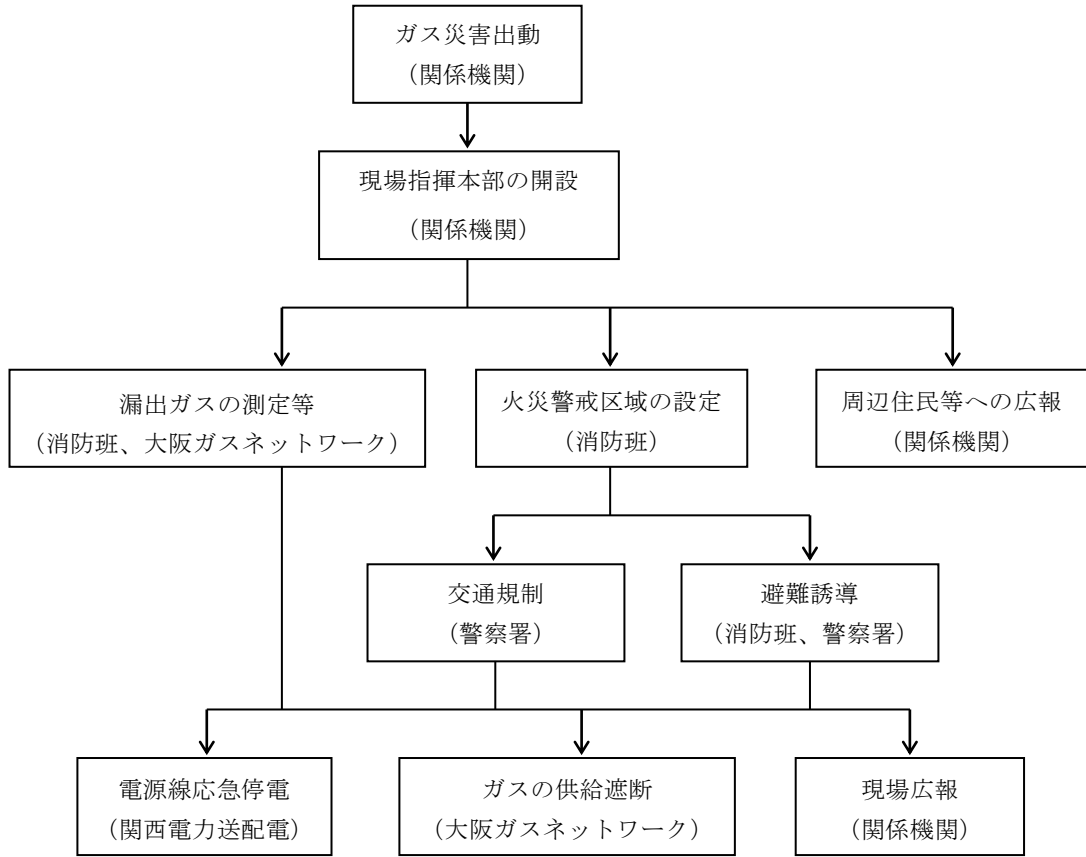 ガス災害出動
（関係機関）
現場指揮本部の開設
（関係機関）
漏出ガスの測定等
（消防班、大阪ガスネットワーク）
火災警戒区域の設定
（消防班）
周辺住民等への広報
（関係機関）
交通規制
（警察署）
避難誘導
（消防班、警察署）
電源線応急停電
（関西電力送配電）
ガスの供給遮断
（大阪ガスネットワーク）
現場広報
（関係機関）